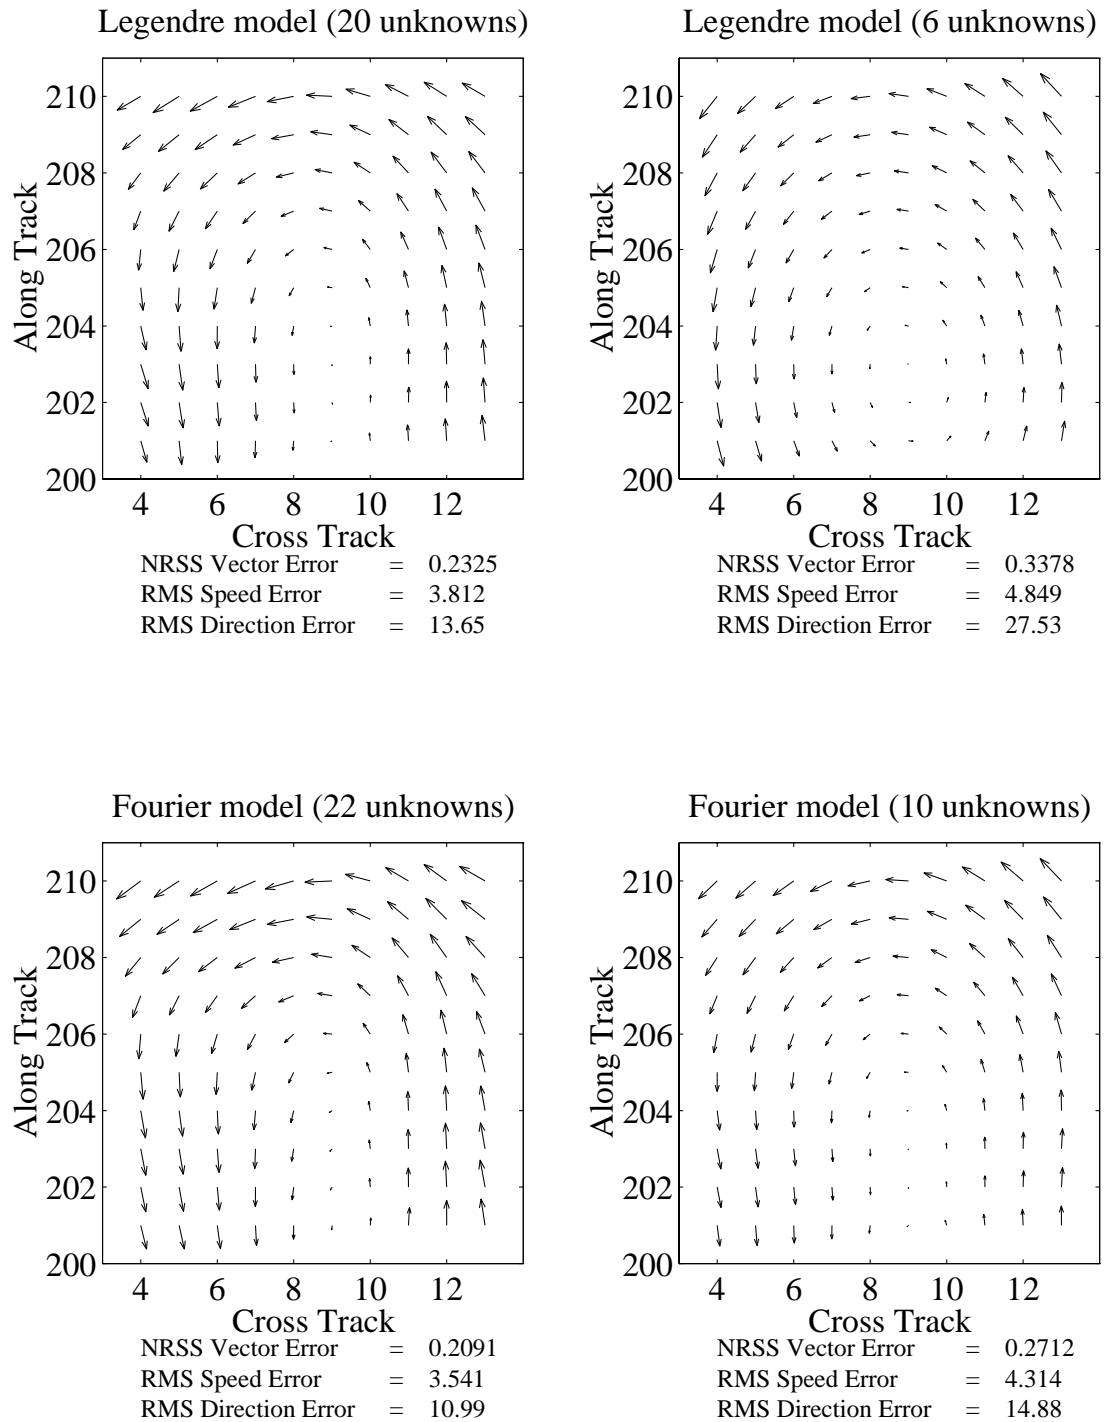 Legendre model (20 unknowns)
Along Track
210
208
206
204
202
200
4 6 8 10 12
Cross Track
NRSS Vector Error = 0.2325
RMS Speed Error = 3.812
RMS Direction Error = 13.65
Legendre model (6 unknowns)
Along Track
210
208
206
204
202
200
4 6 8 10 12
Cross Track
NRSS Vector Error = 0.3378
RMS Speed Error = 4.849
RMS Direction Error = 27.53
Fourier model (22 unknowns)
Along Track
210
208
206
204
202
200
4 6 8 10 12
Cross Track
NRSS Vector Error = 0.2091
RMS Speed Error = 3.541
RMS Direction Error = 10.99
Fourier model (10 unknowns)
Along Track
210
208
206
204
202
200
4 6 8 10 12
Cross Track
NRSS Vector Error = 0.2712
RMS Speed Error = 4.314
RMS Direction Error = 14.88